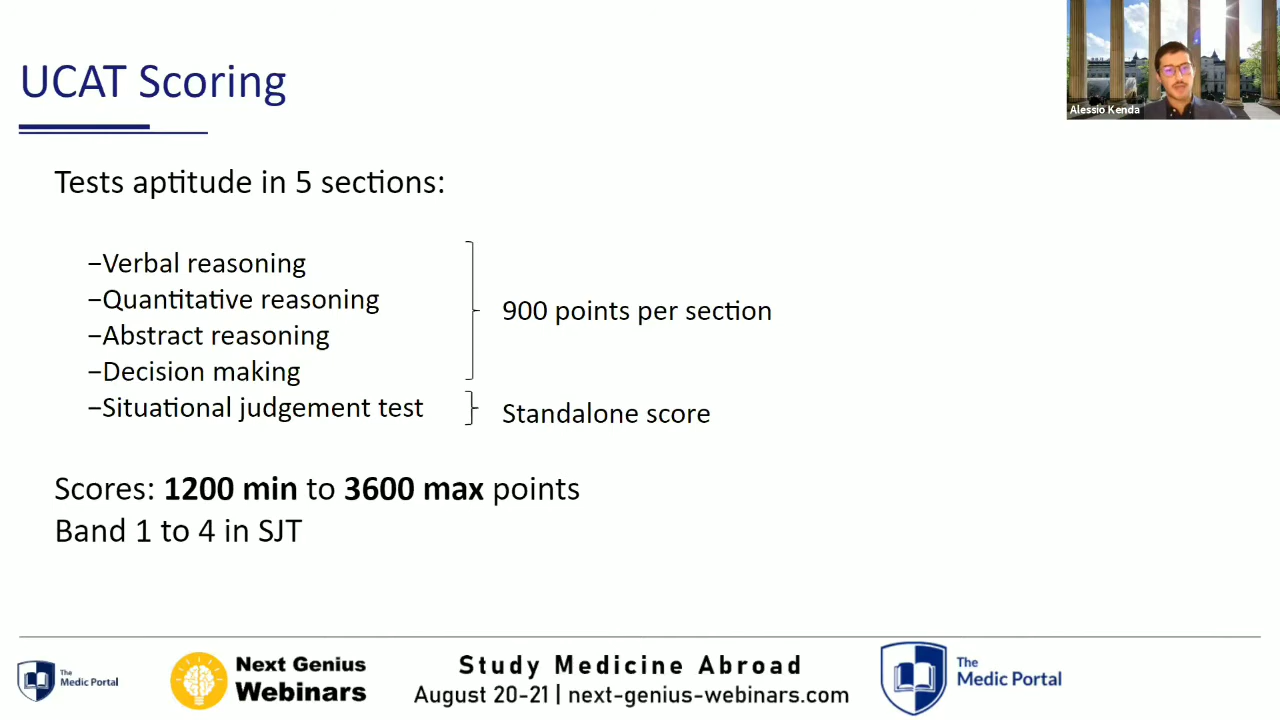 UCAT Scoring
Alessio Kenda
Tests aptitude in 5 sections:
−Verbal reasoning
−Quantitative reasoning
−Abstract reasoning
−Decision making
−Situational judgement test
900 points per section
Standalone score
Scores: 1200 min to 3600 max points
Band 1 to 4 in SJT
The
Medic Portal
Next Genius
Webinars
Study Medicine Abroad
August 20-21 | next-genius-webinars.com
The
Medic Portal